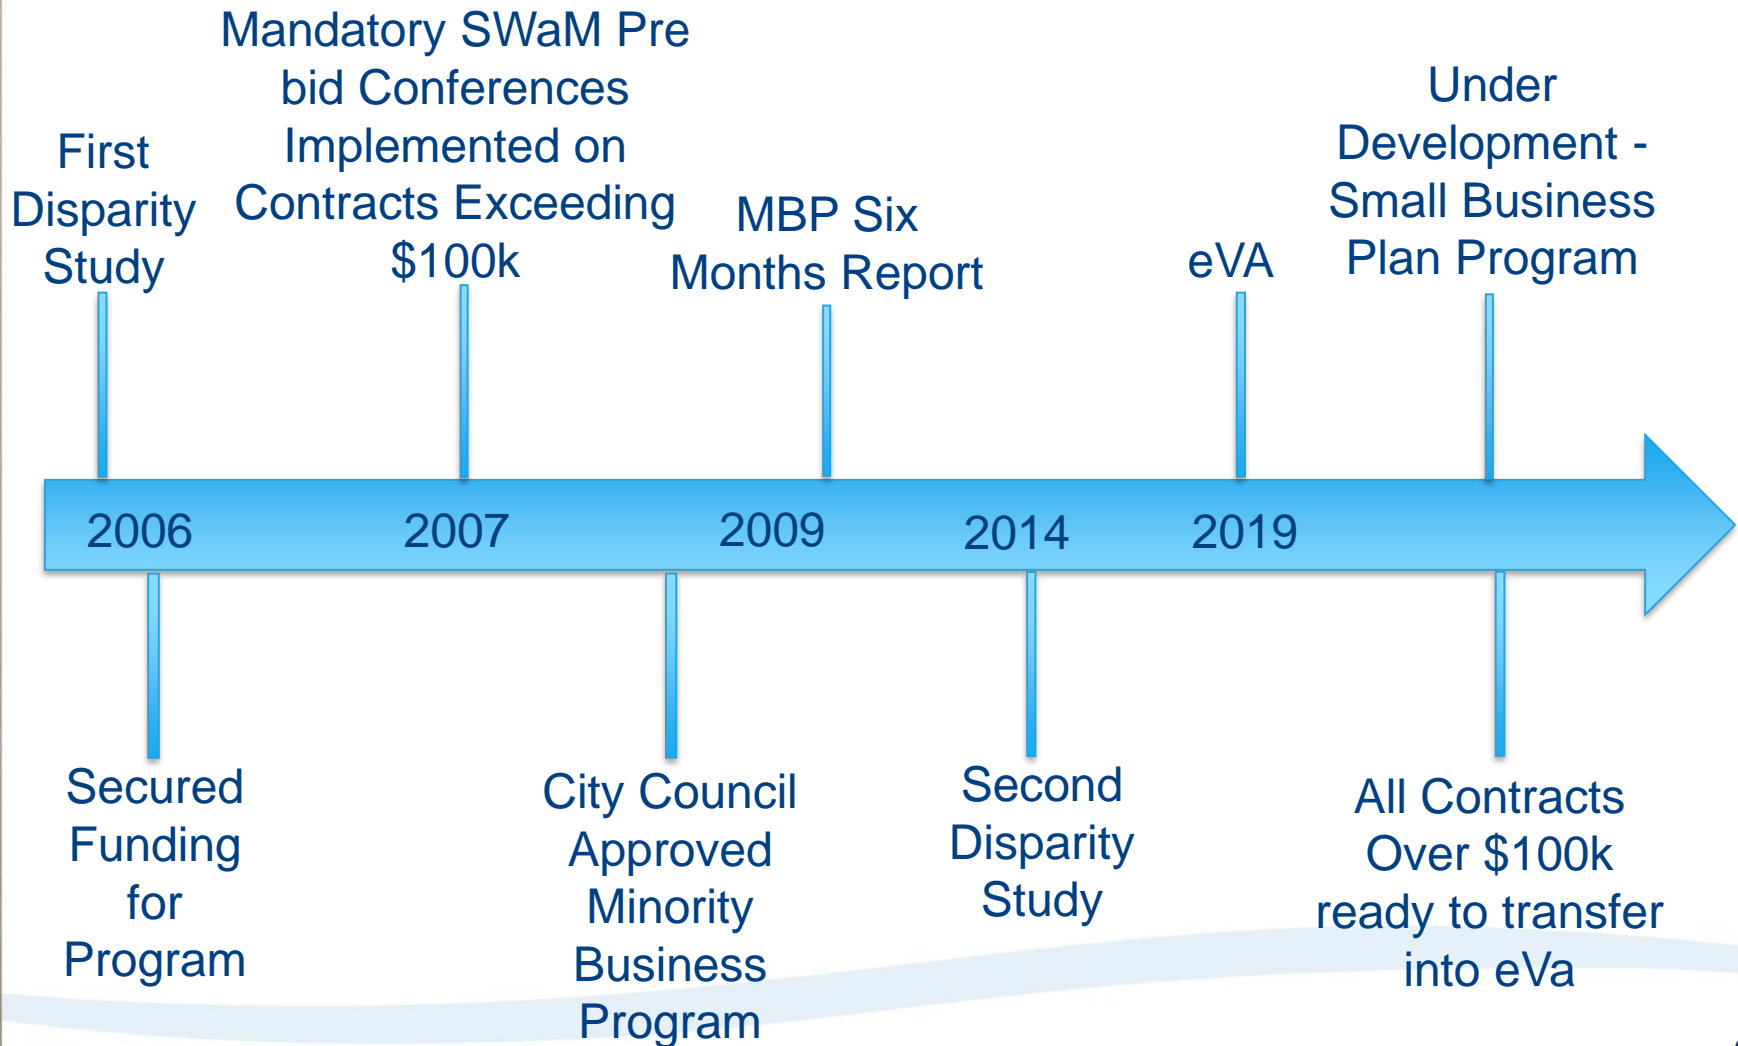 First
Disparity
Study
Mandatory SWaM Pre
bid Conferences
Implemented on
Contracts Exceeding
$100k
MBP Six
Months Report
eVA
Under
Development -
Small Business
Plan Program
2006
2007
2009
2014
2019
Secured
Funding
for
Program
City Council
Approved
Minority
Business
Program
Second
Disparity
Study
All Contracts
Over $100k
ready to transfer
into eVa